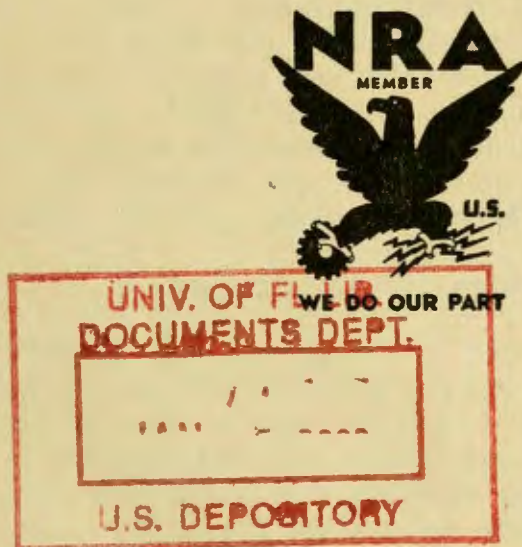 NRA
MEMBER
U.S.
WE DO OUR PART
UNIV. OF FL LIB.
DOCUMENTS DEPT.
U.S. DEPOSITORY